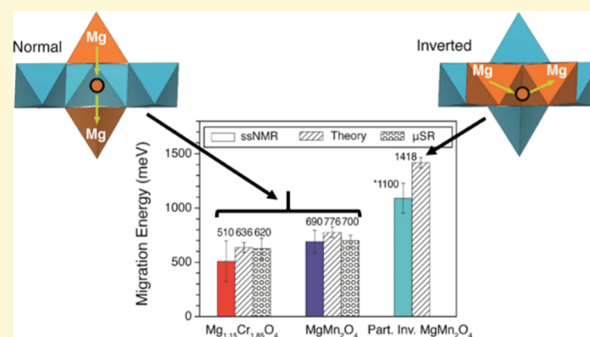 Normal
Inverted
Mg
Mg
Mg
Mg
ssNMR
Theory
μSR
Migration Energy (meV)
1500
1000
500
0
510 636 620
690 776 700
*1100
1418
Mg1.15Cr1.85O4
MgMn2O4
Part. Inv. MgMn2O4